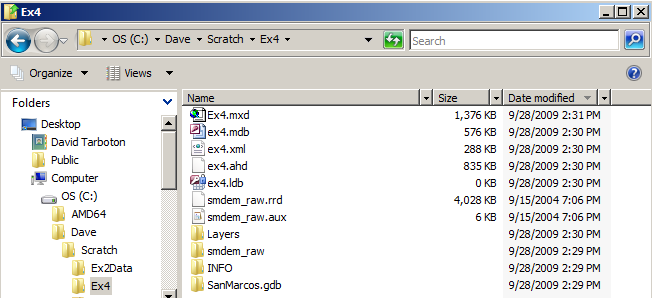 Ex4
OS (C:) Dave Scratch Ex4 Search
Organize Views
Folders Name Size Date modified
Desktop Ex4.mxd 1,376 KB 9/28/2009 2:31 PM
David Tarboton ex4.mdb 576 KB 9/28/2009 2:30 PM
Public ex4.xml 288 KB 9/28/2009 2:30 PM
Computer ex4.ahd 835 KB 9/28/2009 2:30 PM
OS (C:) ex4.ldb 0 KB 9/28/2009 2:30 PM
AMD64 smdem_raw.rrd 4,028 KB 9/15/2004 7:06 PM
Dave smdem_raw.aux 6 KB 9/15/2004 7:06 PM
Scratch Layers 9/28/2009 2:30 PM
Ex2Data smdem_raw 9/28/2009 2:29 PM
Ex4 INFO 9/28/2009 2:29 PM
SanMarcos.gdb 9/28/2009 2:29 PM